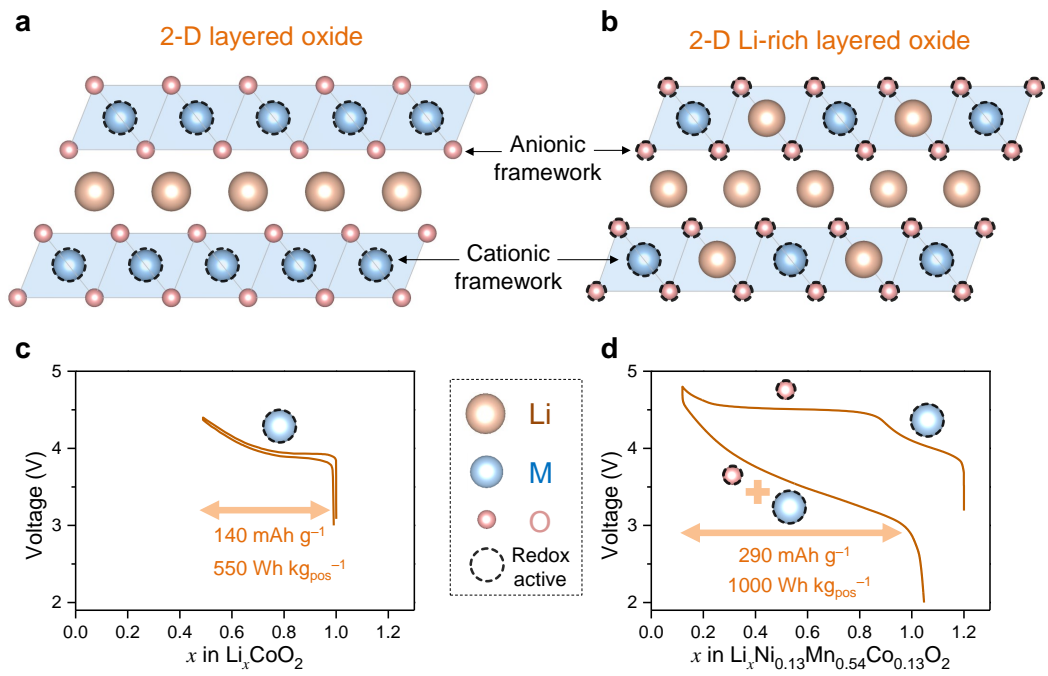 a
2-D layered oxide
b
2-D Li-rich layered oxide
Anionic
framework
Cationic
framework
c
5
4
3
2
Voltage (V)
140 mAh g⁻¹
550 Wh kgpos⁻¹
0.0 0.2 0.4 0.6 0.8 1.0 1.2
x in LixCoO2
Li
M
O
Redox
active
d
5
4
3
2
Voltage (V)
290 mAh g⁻¹
1000 Wh kgpos⁻¹
0.0 0.2 0.4 0.6 0.8 1.0 1.2
x in LixNi0.13Mn0.54Co0.13O2